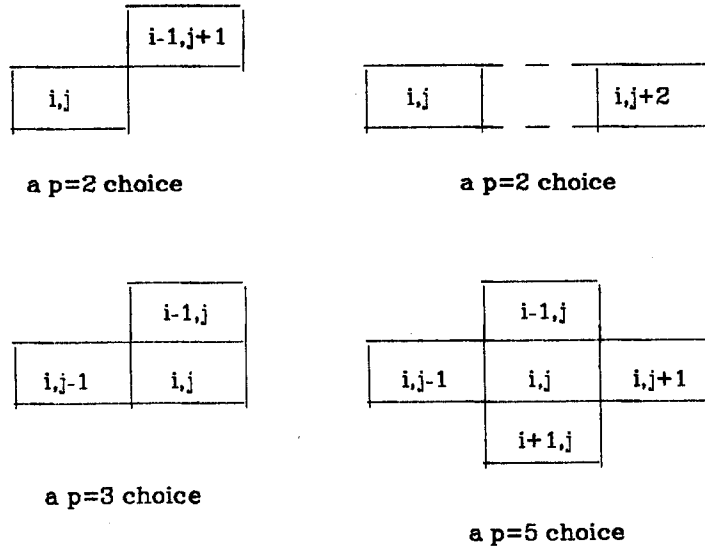 i-1,j+1
i,j
a p=2 choice
i,j
i,j+2
a p=2 choice
i-1,j
i,j-1 i,j
a p=3 choice
i-1,j
i,j-1 i,j i,j+1
i+1,j
a p=5 choice